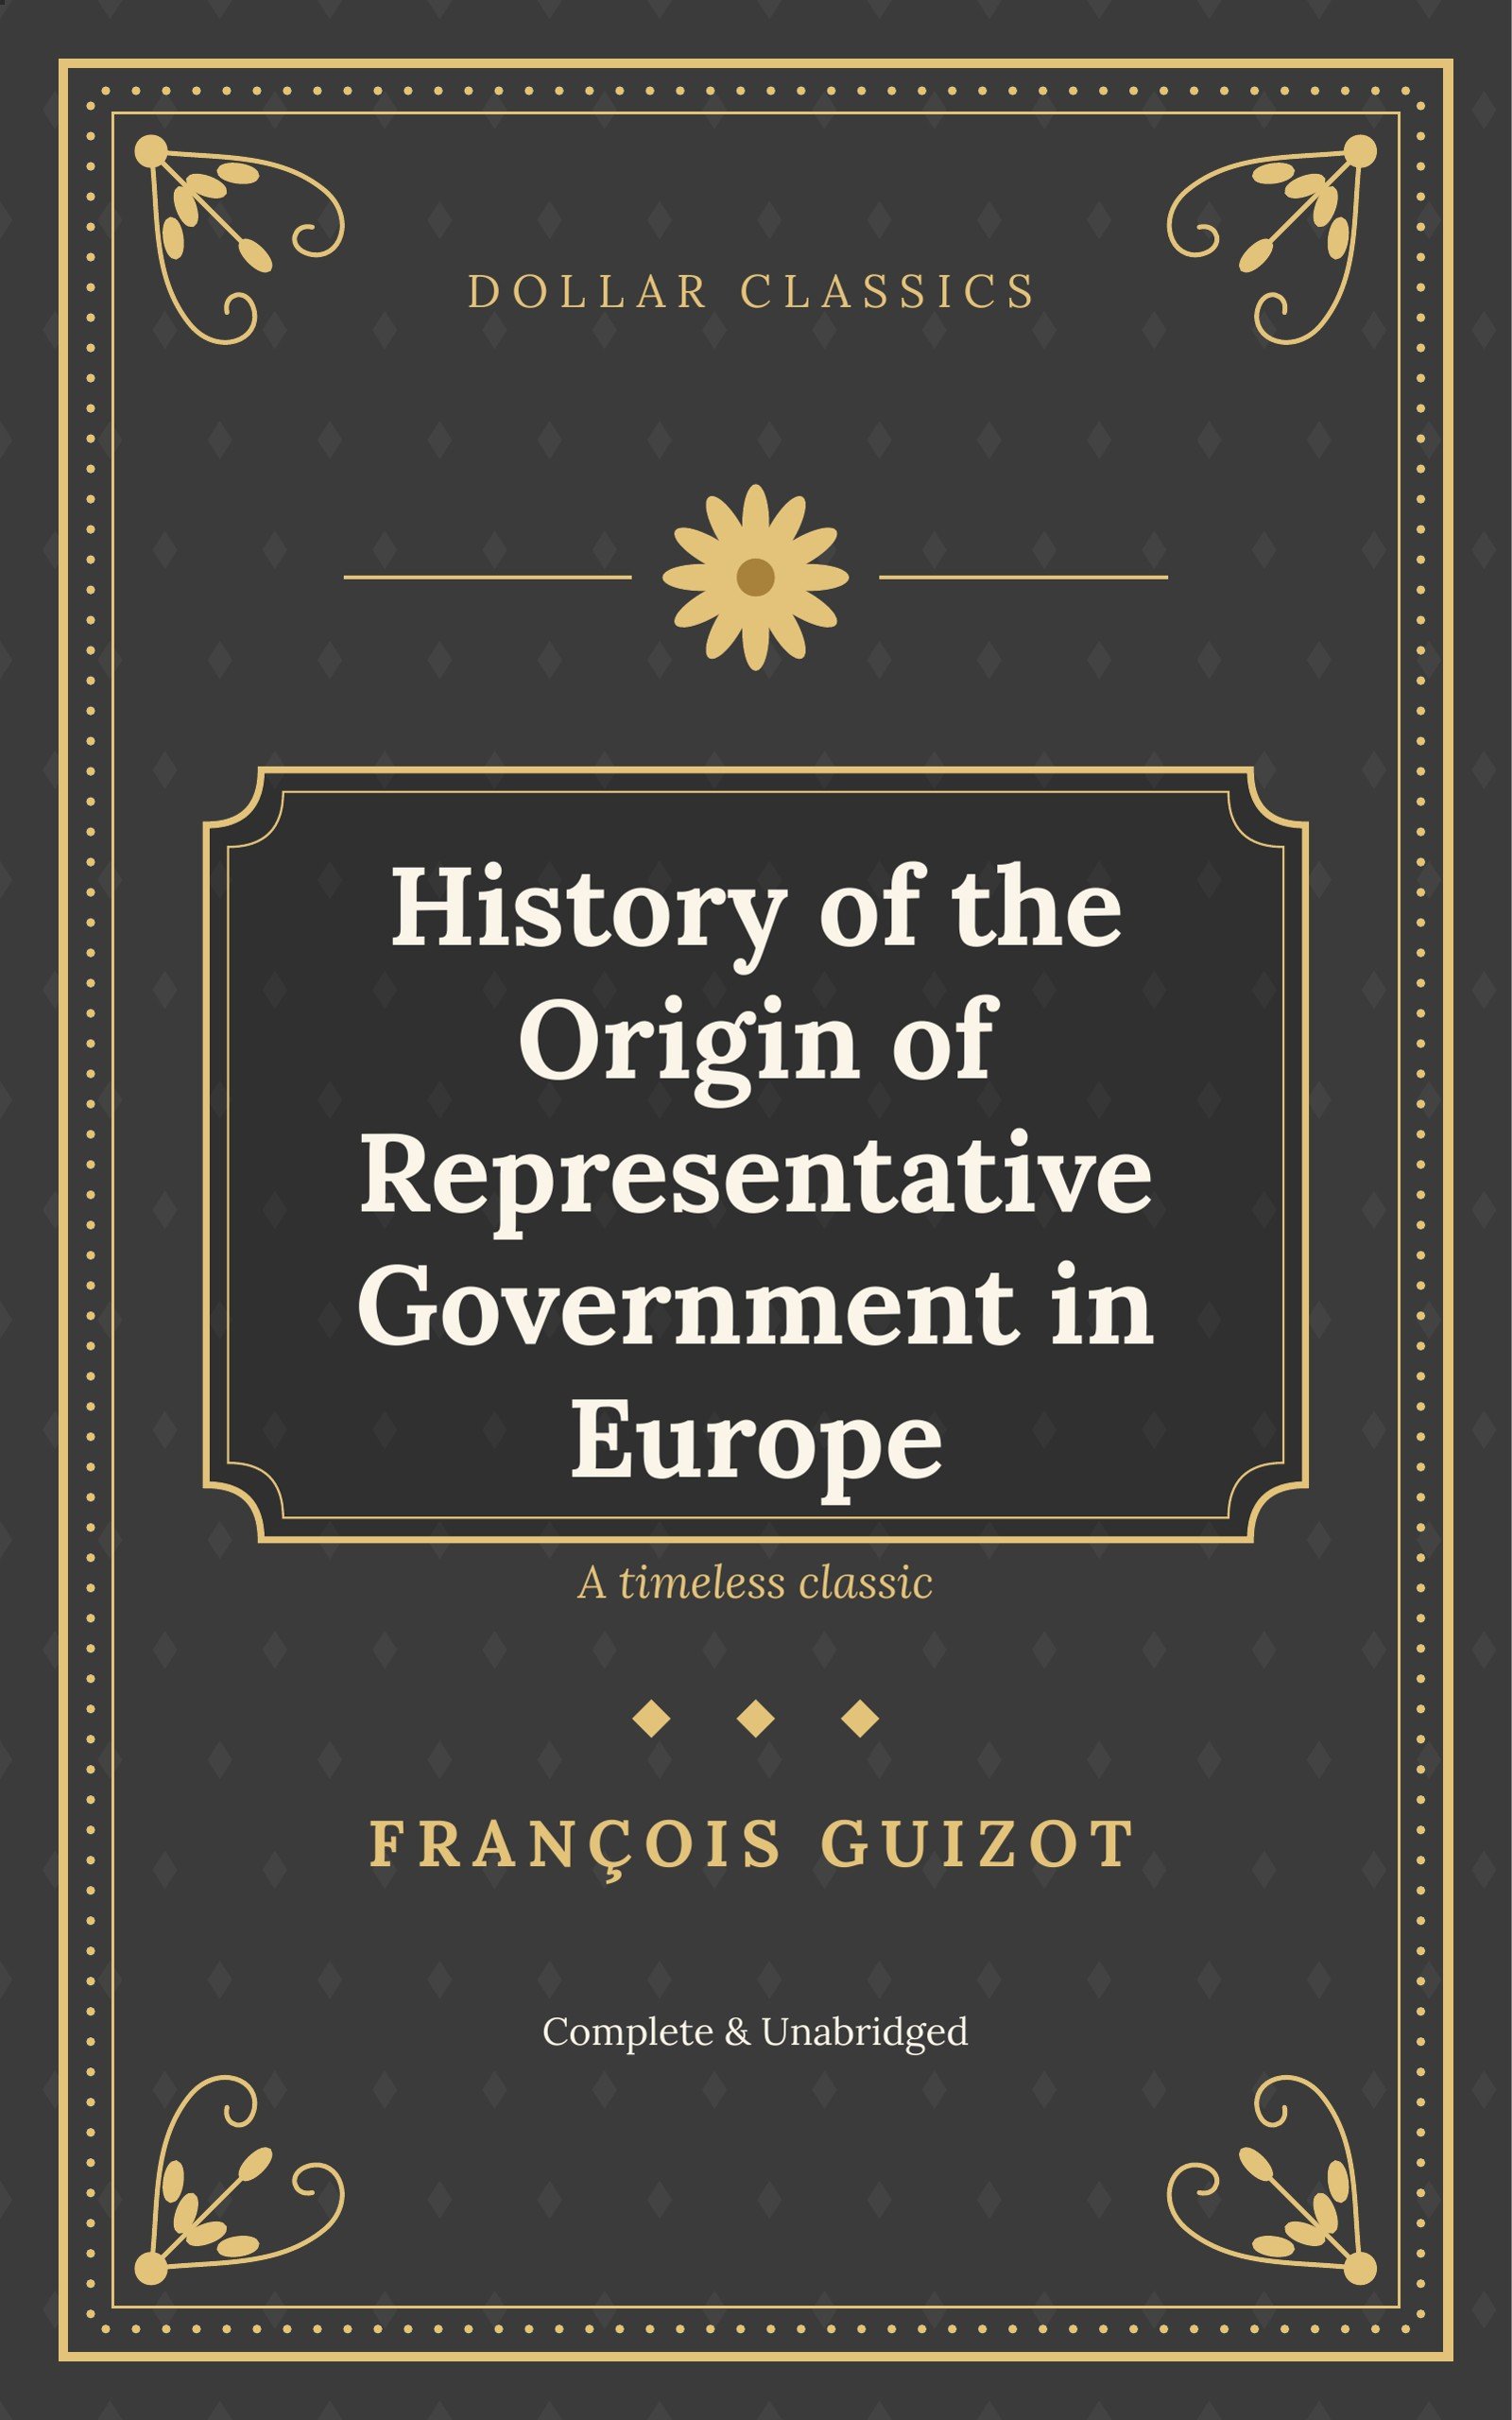 DOLLAR CLASSICS
History of the
Origin of
Representative
Government in
Europe
A timeless classic
FRANÇOIS GUIZOT
Complete & Unabridged